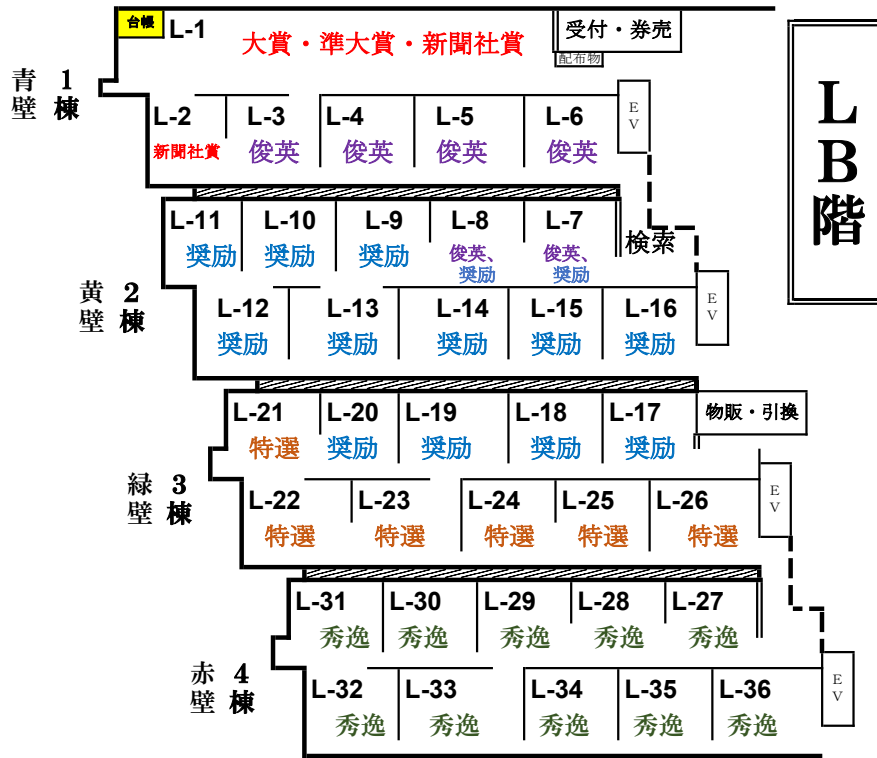 台帳
L-1
大賞・準大賞・新聞社賞
受付・券売
配布物
LB階
青壁
1棟
L-2 L-3 L-4 L-5 L-6
新聞社賞 俊英 俊英 俊英 俊英
EV
L-11 L-10 L-9 L-8 L-7
奨励 奨励 奨励 俊英、奨励 俊英、奨励
検索
黄壁
2棟
L-12 L-13 L-14 L-15 L-16
奨励 奨励 奨励 奨励 奨励
EV
L-21 L-20 L-19 L-18 L-17
特選 奨励 奨励 奨励 奨励
物販・引換
緑壁
3棟
L-22 L-23 L-24 L-25 L-26
特選 特選 特選 特選 特選
EV
L-31 L-30 L-29 L-28 L-27
秀逸 秀逸 秀逸 秀逸 秀逸
赤壁
4棟
L-32 L-33 L-34 L-35 L-36
秀逸 秀逸 秀逸 秀逸 秀逸
EV